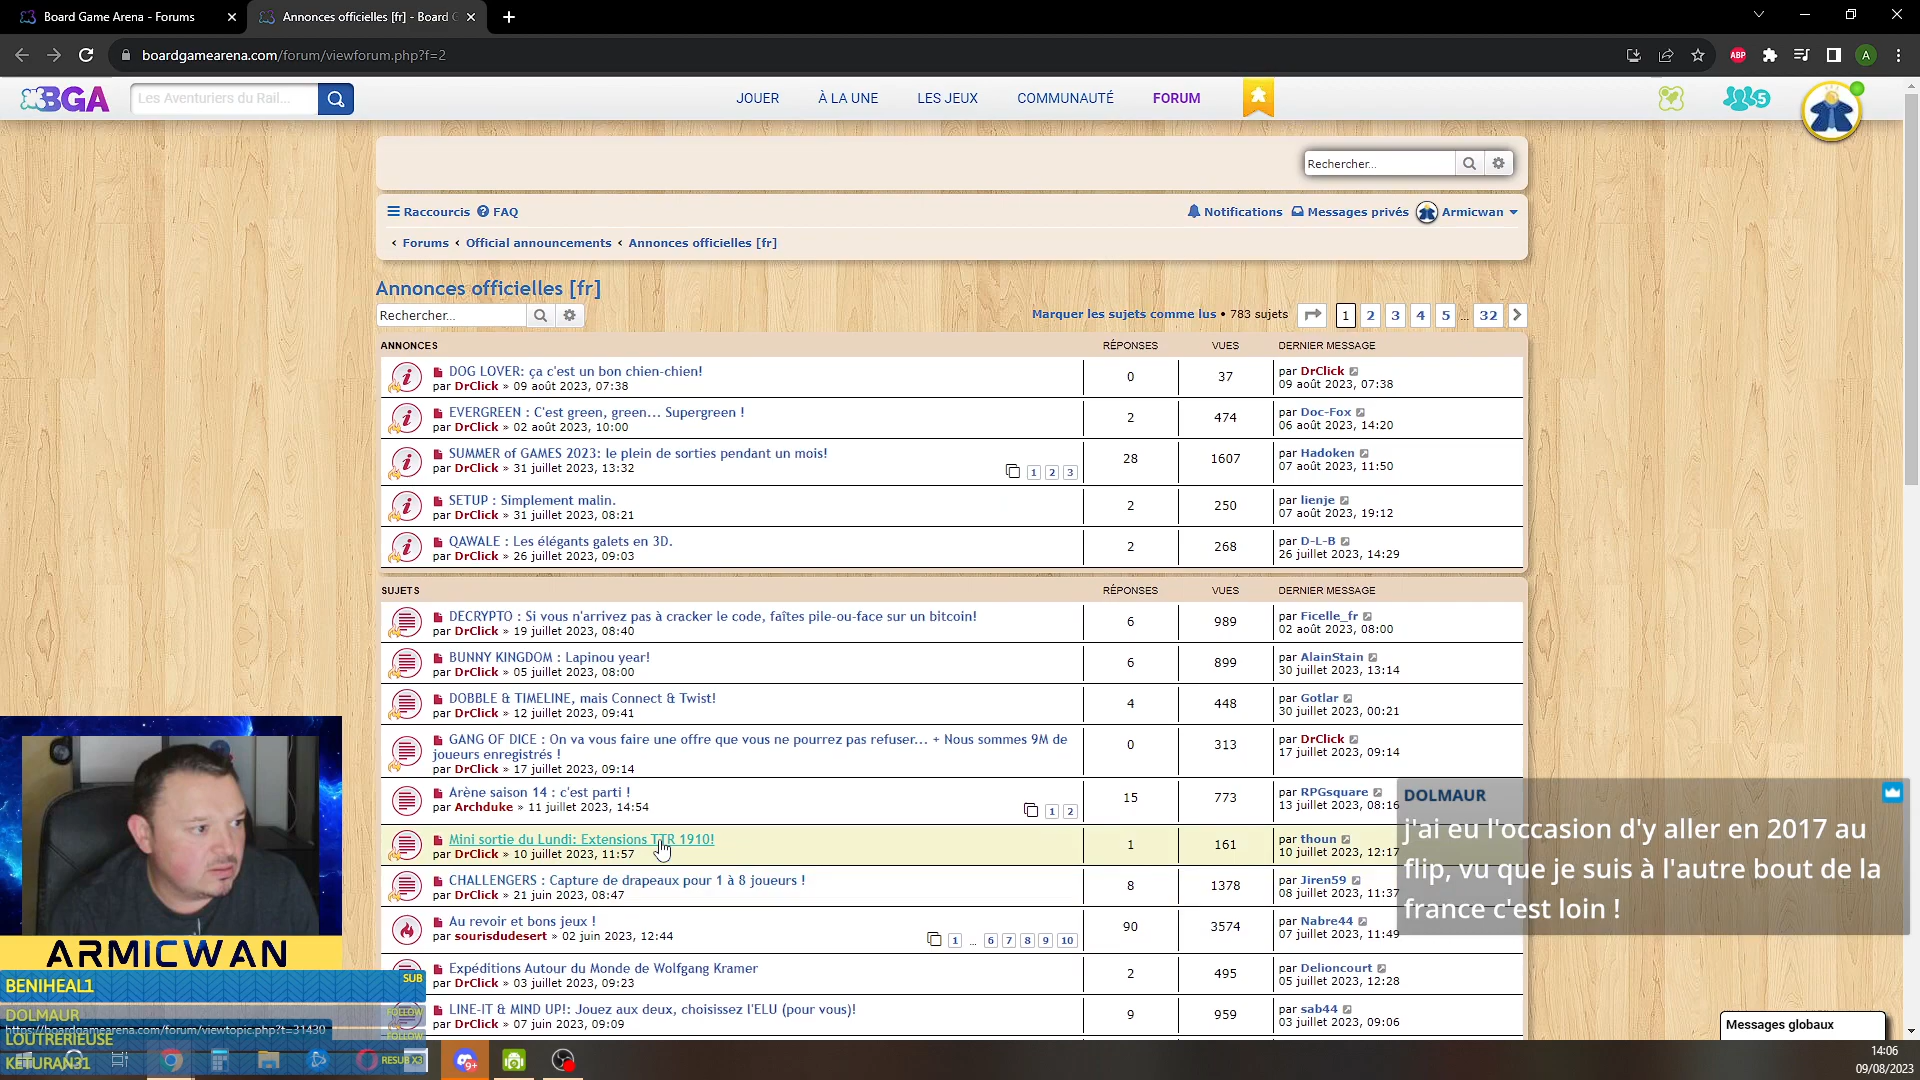 Board Game Arena - Forums
Annonces officielles [fr] - Board G
boardgamearena.com/forum/viewforum.php?f=2
ABP
A
BGA
Les Aventuriers du Rail...
JOUER
À LA UNE
LES JEUX
COMMUNAUTÉ
FORUM
5
Rechercher...
Raccourcis
FAQ
Notifications
Messages privés
Armicwan
‹ Forums ‹ Official announcements ‹ Annonces officielles [fr]
Annonces officielles [fr]
Rechercher...
Marquer les sujets comme lus • 783 sujets
1 2 3 4 5 ... 32
ANNONCES RÉPONSES VUES DERNIER MESSAGE
DOG LOVER: ça c'est un bon chien-chien!
par DrClick » 09 août 2023, 07:38
0
37
par DrClick
09 août 2023, 07:38
EVERGREEN : C'est green, green... Supergreen !
par DrClick » 02 août 2023, 10:00
2
474
par Doc-Fox
06 août 2023, 14:20
SUMMER of GAMES 2023: le plein de sorties pendant un mois!
par DrClick » 31 juillet 2023, 13:32
1 2 3
28
1607
par Hadoken
07 août 2023, 11:50
SETUP : Simplement malin.
par DrClick » 31 juillet 2023, 08:21
2
250
par lienje
07 août 2023, 19:12
QAWALE : Les élégants galets en 3D.
par DrClick » 26 juillet 2023, 09:03
2
268
par D-L-B
26 juillet 2023, 14:29
SUJETS RÉPONSES VUES DERNIER MESSAGE
DECRYPTO : Si vous n'arrivez pas à cracker le code, faîtes pile-ou-face sur un bitcoin!
par DrClick » 19 juillet 2023, 08:40
6
989
par Ficelle_fr
02 août 2023, 08:00
BUNNY KINGDOM : Lapinou year!
par DrClick » 05 juillet 2023, 08:00
6
899
par AlainStain
30 juillet 2023, 13:14
DOBBLE & TIMELINE, mais Connect & Twist!
par DrClick » 12 juillet 2023, 09:41
4
448
par Gotlar
30 juillet 2023, 00:21
GANG OF DICE : On va vous faire une offre que vous ne pourrez pas refuser... + Nous sommes 9M de
joueurs enregistrés !
par DrClick » 17 juillet 2023, 09:14
0
313
par DrClick
17 juillet 2023, 09:14
Arène saison 14 : c'est parti !
par Archduke » 11 juillet 2023, 14:54
1 2
15
773
par RPGsquare
13 juillet 2023, 08:16
Mini sortie du Lundi: Extensions TTR 1910!
par DrClick » 10 juillet 2023, 11:57
1
161
par thoun
10 juillet 2023, 12:17
CHALLENGERS : Capture de drapeaux pour 1 à 8 joueurs !
par DrClick » 21 juin 2023, 08:47
8
1378
par Jiren59
08 juillet 2023, 11:37
Au revoir et bons jeux !
par sourisdudesert » 02 juin 2023, 12:44
1 ... 6 7 8 9 10
90
3574
par Nabre44
07 juillet 2023, 11:49
Expéditions Autour du Monde de Wolfgang Kramer
par DrClick » 03 juillet 2023, 09:23
2
495
par Delioncourt
05 juillet 2023, 12:28
LINE-IT & MIND UP!: Jouez aux deux, choisissez l'ELU (pour vous)!
par DrClick » 07 juin 2023, 09:09
9
959
par sab44
03 juillet 2023, 09:06
DOLMAUR
j'ai eu l'occasion d'y aller en 2017 au
flip, vu que je suis à l'autre bout de la
france c'est loin !
ARMICWAN
BENIHEAL1 SUB
DOLMAUR FOLLOW
https://boardgamearena.com/forum/viewtopic.php?t=31430
LOUTRERIEUSE FOLLOW
KETURAN31 RESUB X3
9+
Messages globaux
14:06
09/08/2023